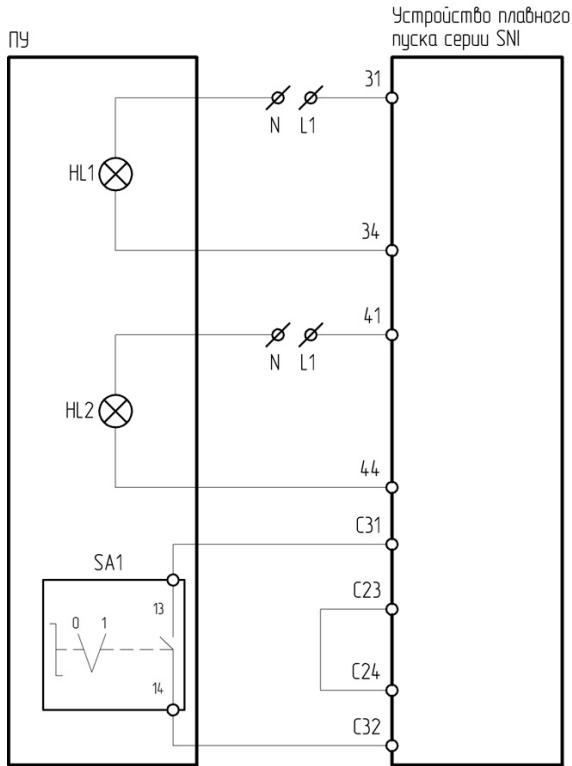 Устройство плавного
пуска серии SNI
ПУ
31
N L1
HL1
34
41
N L1
HL2
44
C31
SA1
C23
13
0 1
C24
14
C32